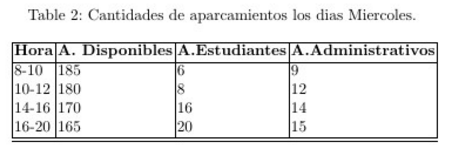 Table 2: Cantidades de aparcamientos los dias Miercoles.
Hora A. Disponibles A.Estudiantes A.Administrativos
8-10 185 6 9
10-12 180 8 12
14-16 170 16 14
16-20 165 20 15